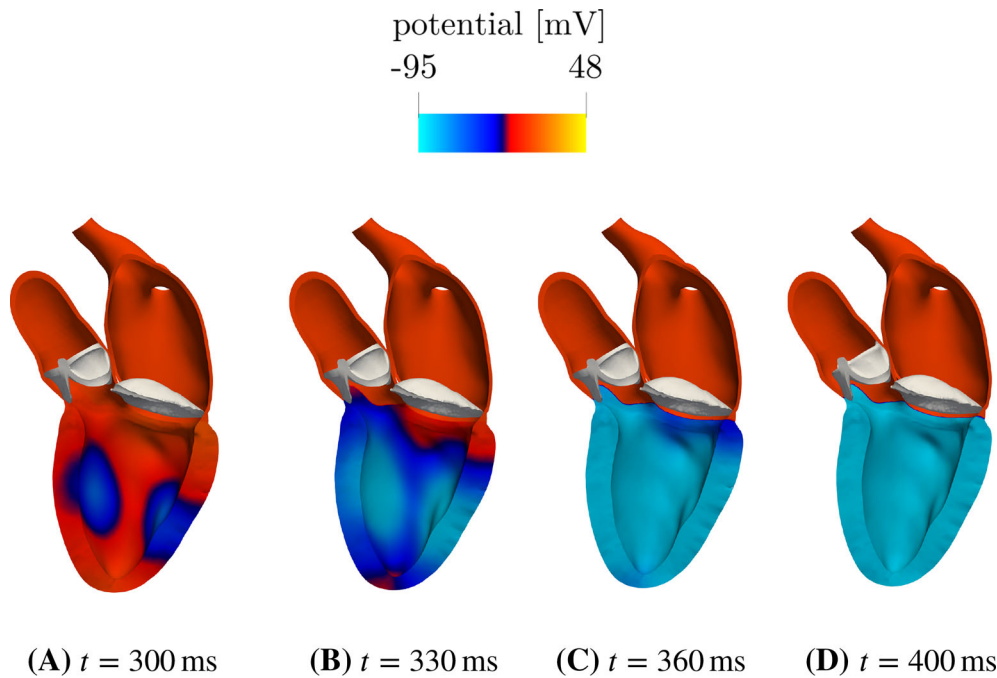 potential [mV]
-95 48
(A) t = 300 ms (B) t = 330 ms (C) t = 360 ms (D) t = 400 ms